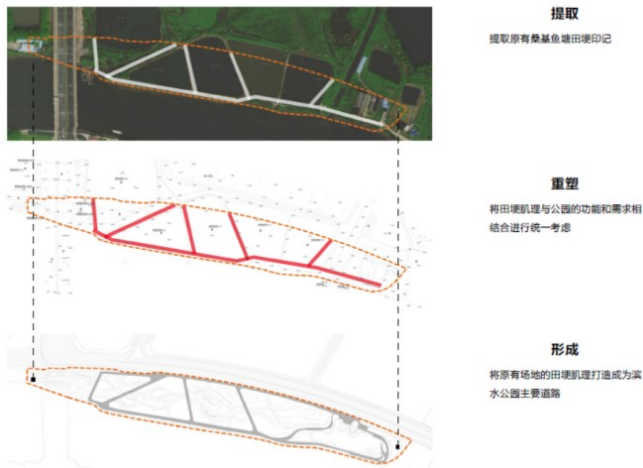 提取
提取原有桑基鱼塘田埂印记
重塑
将田埂肌理与公园的功能和需求相
结合进行统一考虑
形成
将原有场地的田埂肌理打造成为滨
水公园主要道路